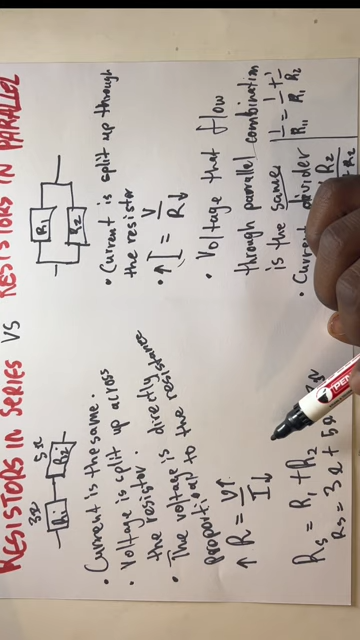 RESISTORS IN SERIES VS RESISTORS IN PARALLEL
3Ω 5Ω
R1 R2
• Current is the same.
• Voltage is split up across
the resistor.
• The voltage is directly
proportional to the resistance
↑ R = V↑
I↓
Rs = R1 + R2
Rs = 3Ω + 5Ω
R1
R2
• Current is split up through
the resistor
• ↑ I = V
R↓
• Voltage that flow
through parallel combination
is the same
1/R11 = 1/R1 + 1/R2
• Current divider
R2
PEN